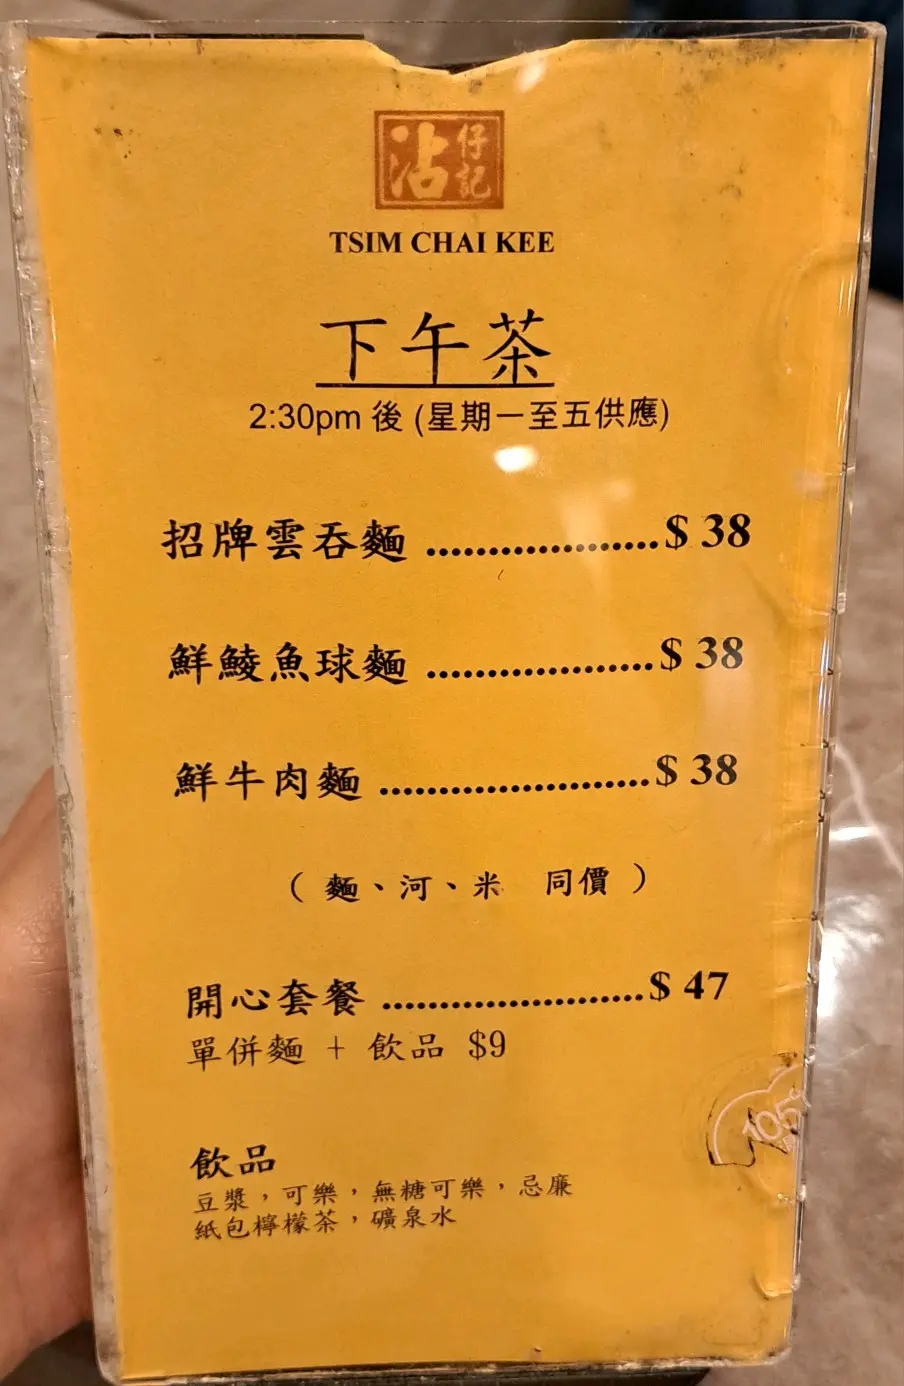 沾仔記
TSIM CHAI KEE
下午茶
2:30pm 後 (星期一至五供應)
招牌雲吞麵 ................... $ 38
鮮鯪魚球麵 ................... $ 38
鮮牛肉麵 ....................... $ 38
( 麵、河、米 同價 )
開心套餐 ....................... $ 47
單併麵 + 飲品 $9
飲品
豆漿，可樂，無糖可樂，忌廉
紙包檸檬茶，礦泉水
105°